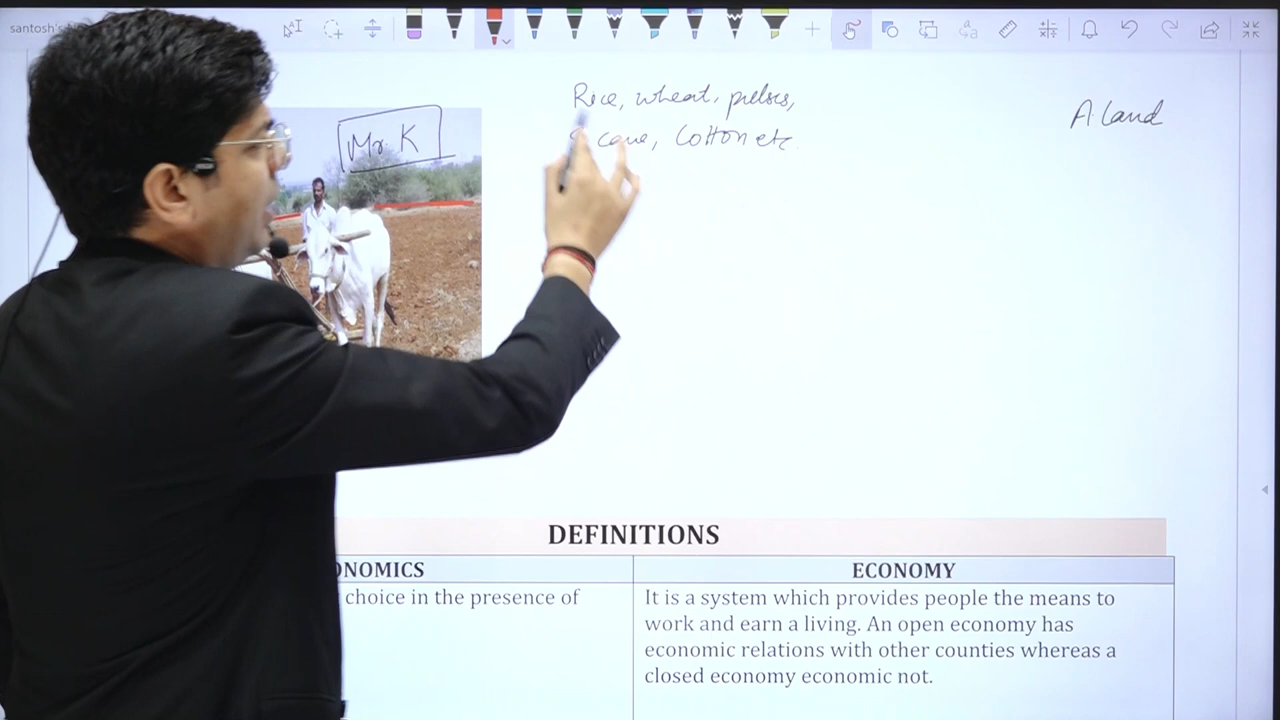 santosh's
Mr. K
Rice, wheat, pulses,
cane, Cotton etc.
A Land
DEFINITIONS
ONOMICS
ECONOMY
choice in the presence of
It is a system which provides people the means to
work and earn a living. An open economy has
economic relations with other counties whereas a
closed economy economic not.